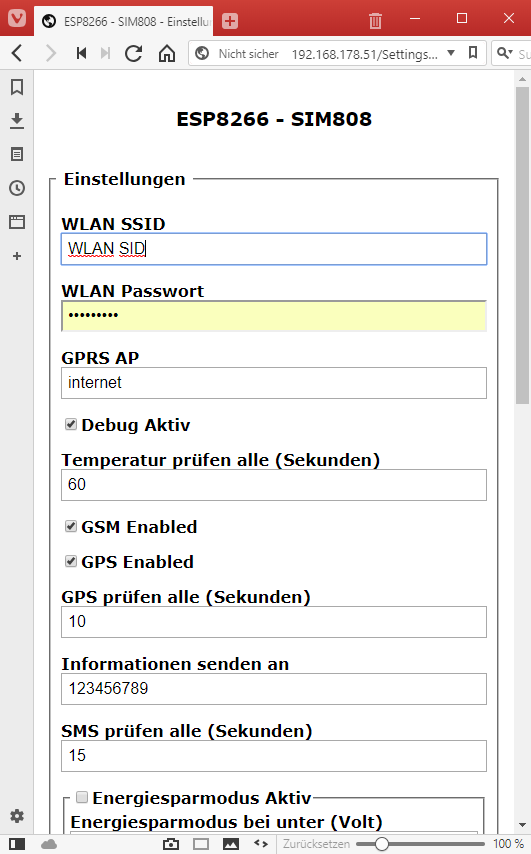 ESP8266 - SIM808 - Einstellun
Nicht sicher 192.168.178.51/Settings...
ESP8266 - SIM808
Einstellungen
WLAN SSID
WLAN SID
WLAN Passwort
•••••••••
GPRS AP
internet
Debug Aktiv
Temperatur prüfen alle (Sekunden)
60
GSM Enabled
GPS Enabled
GPS prüfen alle (Sekunden)
10
Informationen senden an
123456789
SMS prüfen alle (Sekunden)
15
Energiesparmodus Aktiv
Energiesparmodus bei unter (Volt)
Zurücksetzen 100 %